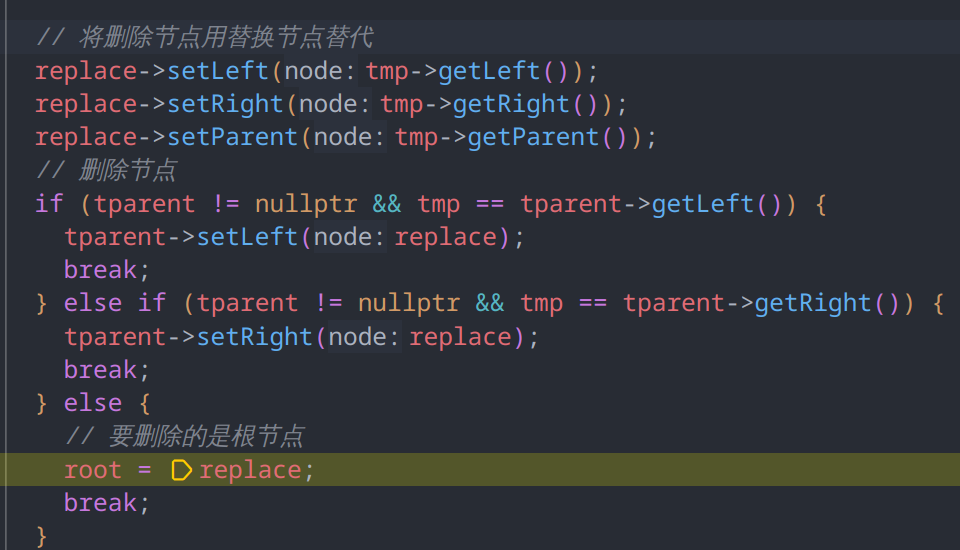 // 将删除节点用替换节点替代
replace->setLeft(node: tmp->getLeft());
replace->setRight(node: tmp->getRight());
replace->setParent(node: tmp->getParent());
// 删除节点
if (tparent != nullptr && tmp == tparent->getLeft()) {
tparent->setLeft(node: replace);
break;
} else if (tparent != nullptr && tmp == tparent->getRight()) {
tparent->setRight(node: replace);
break;
} else {
// 要删除的是根节点
root = replace;
break;
}